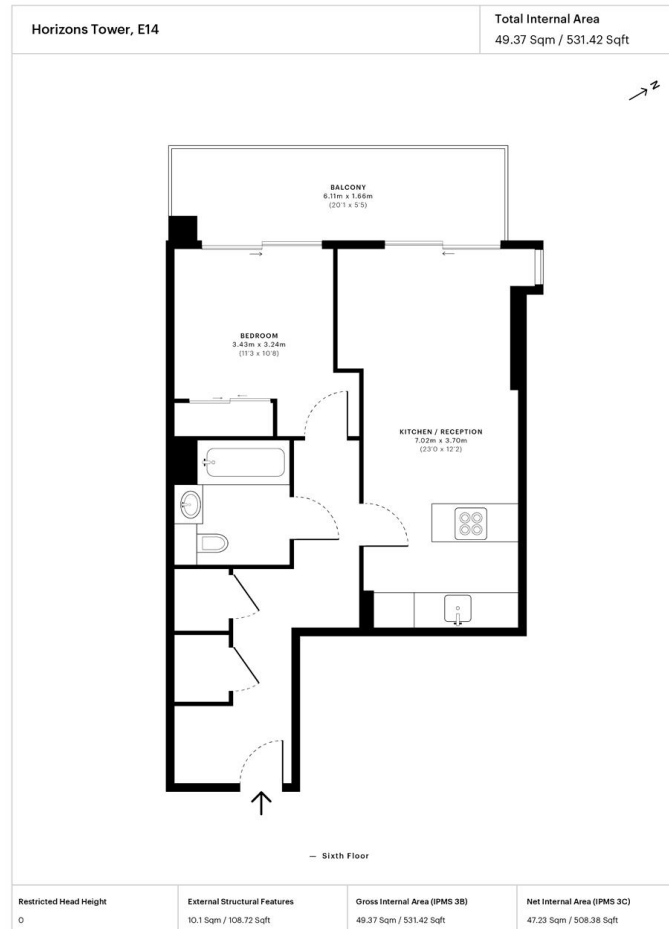 Horizons Tower, E14
Total Internal Area
49.37 Sqm / 531.42 Sqft
N
BALCONY
6.11m x 1.66m
(20'1 x 5'5)
BEDROOM
3.43m x 3.24m
(11'3 x 10'8)
KITCHEN / RECEPTION
7.02m x 3.70m
(23'0 x 12'2)
— Sixth Floor
Restricted Head Height
0
External Structural Features
10.1 Sqm / 108.72 Sqft
Gross Internal Area (IPMS 3B)
49.37 Sqm / 531.42 Sqft
Net Internal Area (IPMS 3C)
47.23 Sqm / 508.38 Sqft